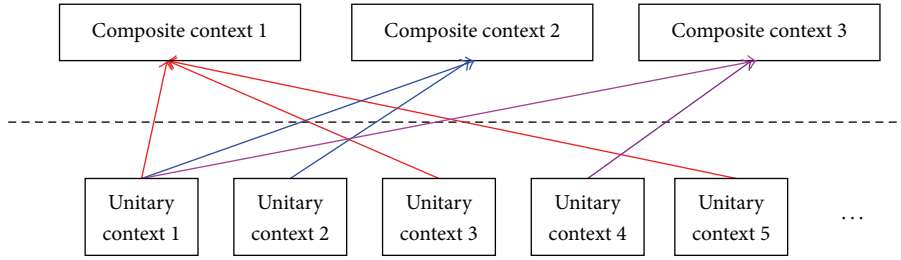 Composite context 1
Composite context 2
Composite context 3
Unitary
context 1
Unitary
context 2
Unitary
context 3
Unitary
context 4
Unitary
context 5
...